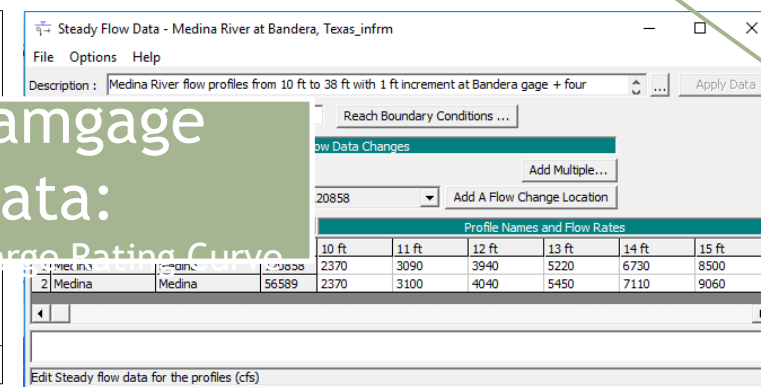 Steady Flow Data - Medina River at Bandera, Texas_infrm
File Options Help
Description : Medina River flow profiles from 10 ft to 38 ft with 1 ft increment at Bandera gage + four ... Apply Data
Reach Boundary Conditions ...
amgage
ow Data Changes
Add Multiple...
ata:
20858 Add A Flow Change Location
Profile Names and Flow Rates
Rating Curve
10 ft 11 ft 12 ft 13 ft 14 ft 15 ft
Medina Medina 120858 2370 3090 3940 5220 6730 8500
2 Medina Medina 56589 2370 3100 4040 5450 7110 9060
Edit Steady flow data for the profiles (cfs)